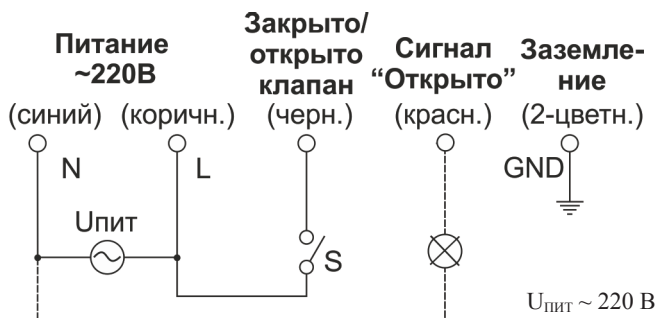 Питание
~220В
(синий)
(коричн.)
Закрыто/
открыто
клапан
(черн.)
Сигнал
“Открыто”
(красн.)
Заземле-
ние
(2-цветн.)
N
L
GND
Uпит
S
UПИТ ~ 220 В